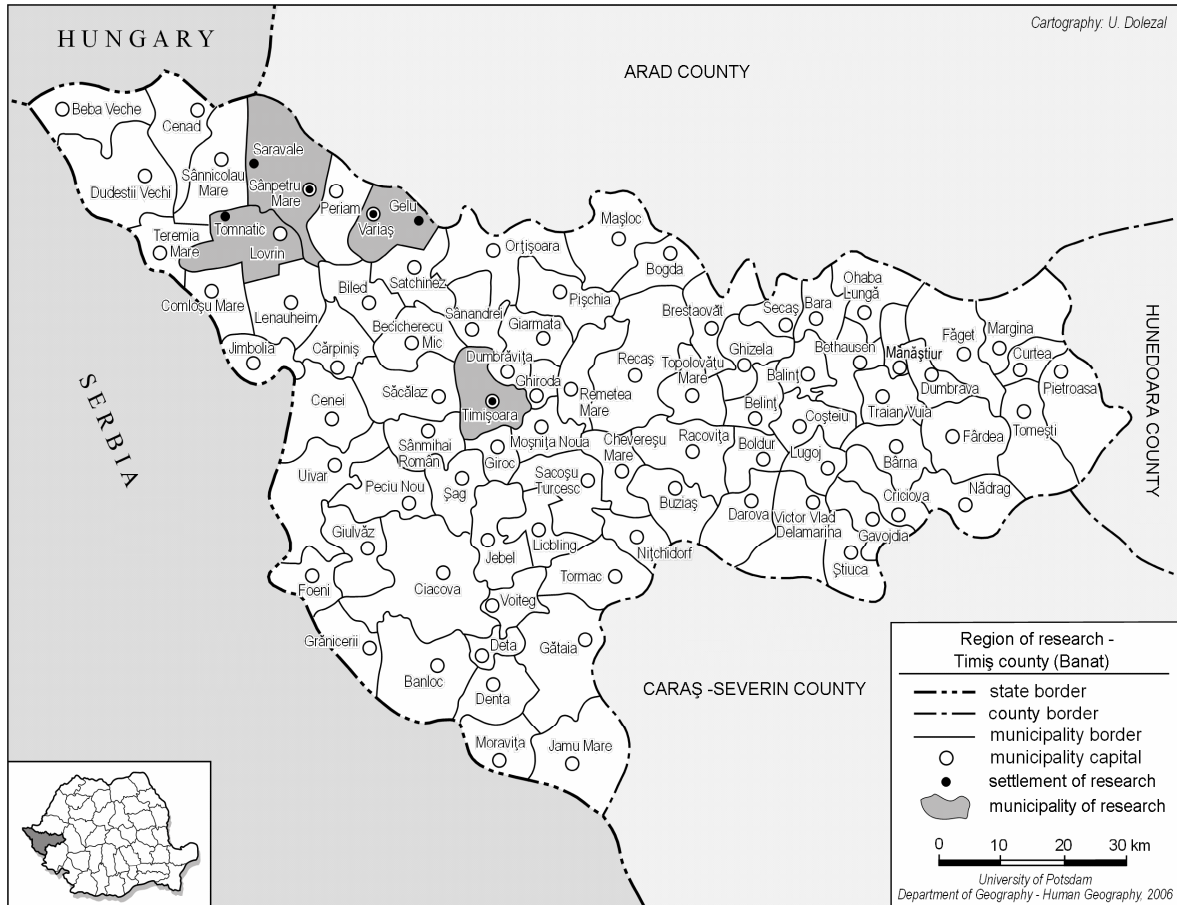 HUNGARY
Cartography: U. Dolezal
ARAD COUNTY
Beba Veche
Cenad
Saravale
Sânnicolau
Mare
Dudestii Vechi
Sânpetru
Mare
Periam
Gelu
Variaş
Tomnatic
Lovrin
Teremia
Mare
Maşloc
Orţişoara
Bogda
Satchinez
Biled
Pişchia
Comloşu Mare
Lenauheim
Sânandrei
Giarmata
Becicherecu
Mic
Brestaovăt
Secaş
Bara
Ohaba
Lungă
Făget
Margina
Curtea
Pietroasa
HUNEDOARA COUNTY
SERBIA
Jimbolia
Cărpiniş
Dumbrăviţa
Ghiroda
Recaş
Remetea
Mare
Topolovăţu
Mare
Ghizela
Balinţ
Bethausen
Mănăştiur
Dumbrava
Traian Vuia
Tomeşti
Cenei
Săcălaz
Timişoara
Belinţ
Coşteiu
Fârdea
Moşniţa Noua
Sânmihai
Român
Giroc
Chevereşu
Mare
Racoviţa
Boldur
Lugoj
Bârna
Uivar
Peciu Nou
Şag
Sacoşu
Turcesc
Buziaş
Darova
Victor Vlad
Delamarina
Criciova
Gavojdia
Nădrag
Giulvăz
Jebel
Licbling
Niţchidorf
Ştiuca
Foeni
Ciacova
Tormac
Voiteg
Grănicerii
Deta
Gătaia
Banloc
Denta
CARAŞ -SEVERIN COUNTY
Moraviţa
Jamu Mare
Region of research -
Timiş county (Banat)
state border
county border
municipality border
municipality capital
settlement of research
municipality of research
0 10 20 30 km
University of Potsdam
Department of Geography - Human Geography, 2006